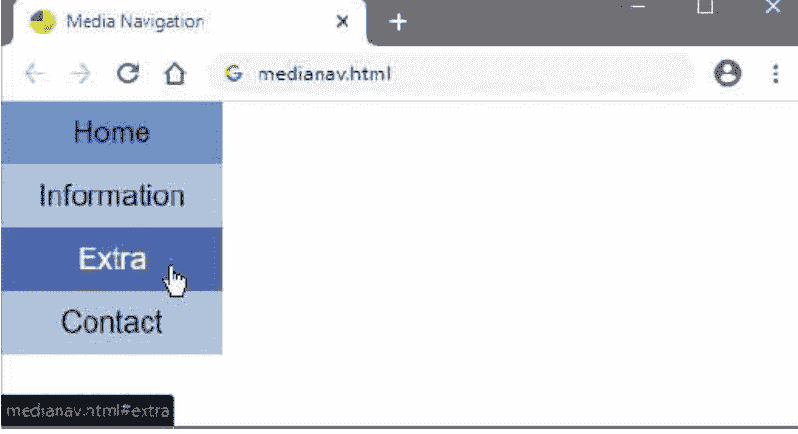 Media Navigation
medianav.html
Home
Information
Extra
Contact
medianav.html#extra